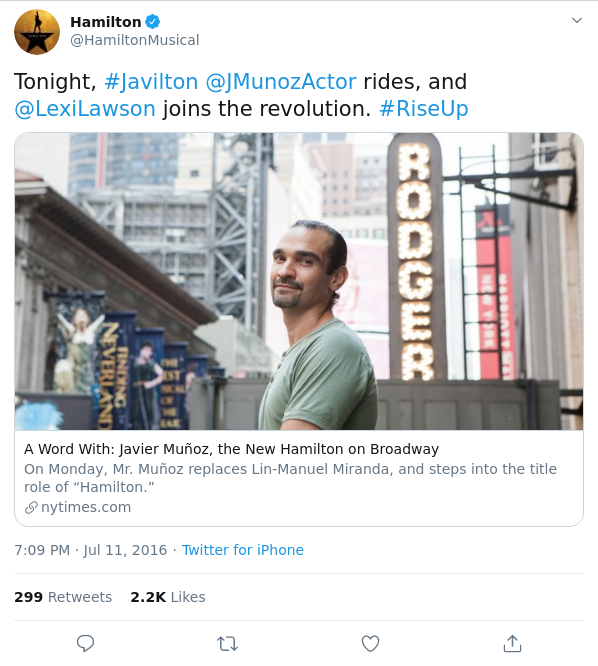 Hamilton
@HamiltonMusical
Tonight, #Javilton @JMunozActor rides, and
@LexiLawson joins the revolution. #RiseUp
RODGER
FINDING
NEVERLAND
A Word With: Javier Muñoz, the New Hamilton on Broadway
On Monday, Mr. Muñoz replaces Lin-Manuel Miranda, and steps into the title
role of “Hamilton.”
nytimes.com
7:09 PM · Jul 11, 2016 · Twitter for iPhone
299 Retweets 2.2K Likes